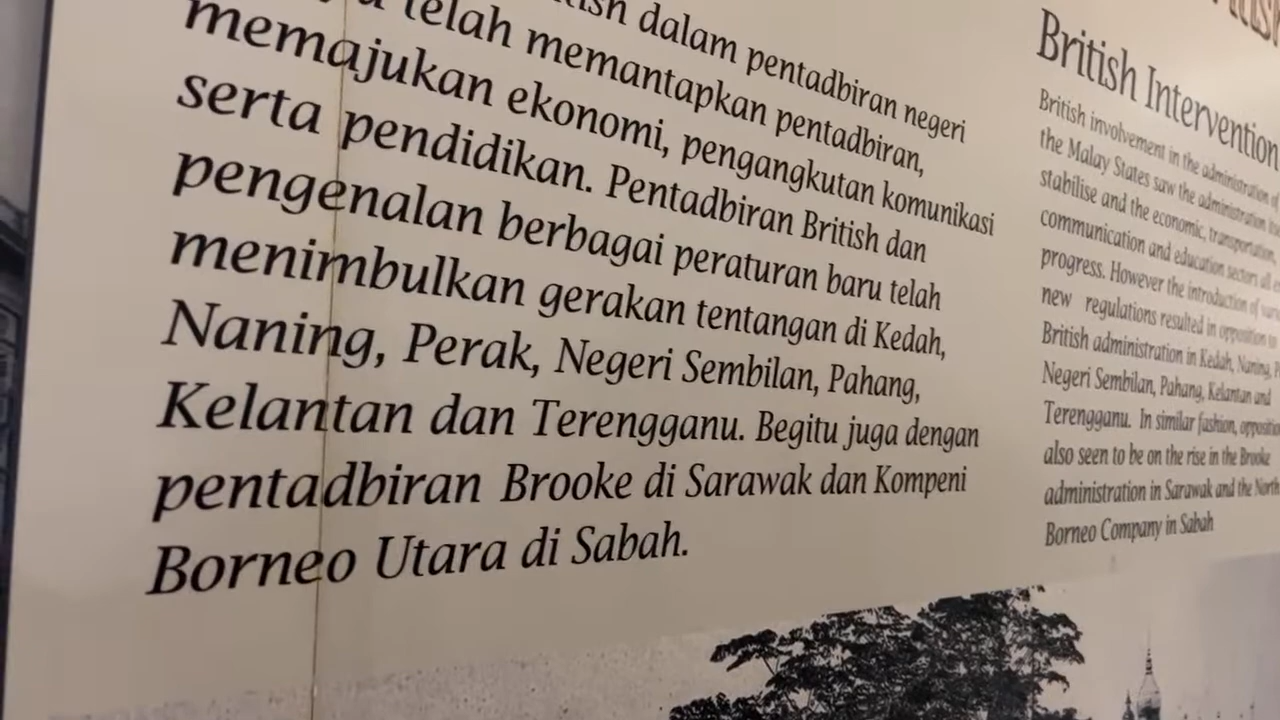 dalam pentadbiran negeri
telah memantapkan pentadbiran,
memajukan ekonomi, pengangkutan komunikasi
serta pendidikan. Pentadbiran British dan
pengenalan berbagai peraturan baru telah
menimbulkan gerakan tentangan di Kedah,
Naning, Perak, Negeri Sembilan, Pahang,
Kelantan dan Terengganu. Begitu juga dengan
pentadbiran Brooke di Sarawak dan Kompeni
Borneo Utara di Sabah.
British Intervention
British involvement in the administration of
the Malay States saw the administration
stabilise and the economic, transportation,
communication and education sectors all
progress. However the introduction of
new regulations resulted in opposition to
British administration in Kedah, Naning,
Negeri Sembilan, Pahang, Kelantan and
Terengganu. In similar fashion,
also seen to be on the rise in the Brooke
administration in Sarawak and the North
Borneo Company in Sabah